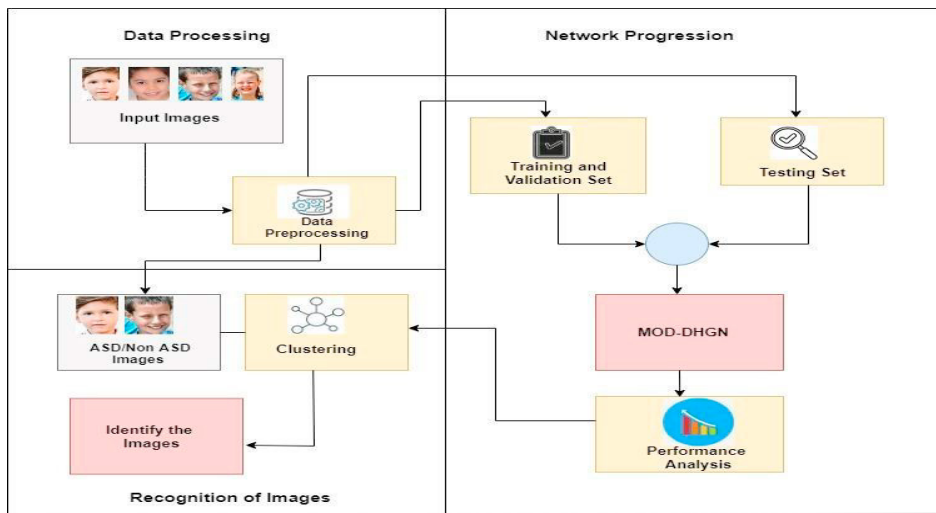 Data Processing
Input Images
Data
Preprocessing
Network Progression
Training and
Validation Set
Testing Set
MOD-DHGN
Performance
Analysis
ASD/Non ASD
Images
Clustering
Identify the
Images
Recognition of Images